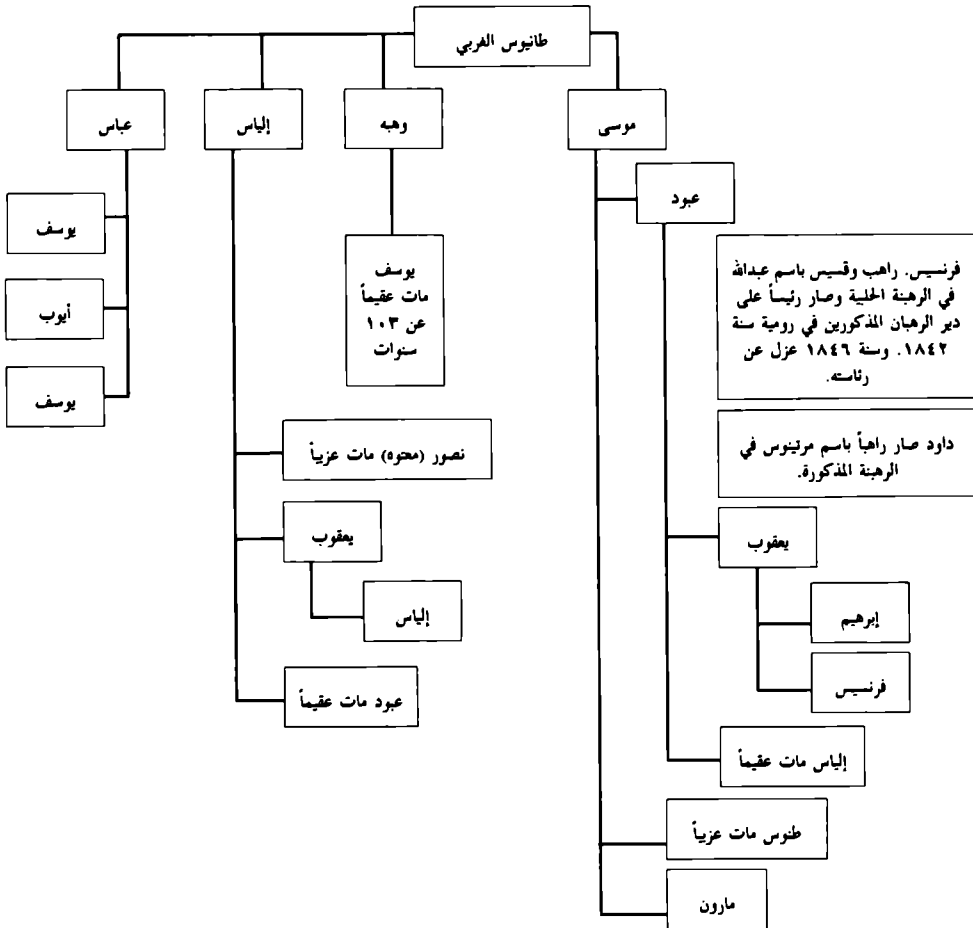 طانيوس الغربي
موسى
وهبه
إلياس
عباس
عبود
يوسف
فرنسيس. راهب وقسيس باسم عبدالله
في الرهبنة الحلبية وصار رئيساً على
دير الرهبان المذكورين في رومية سنة
١٨٤٢. وسنة ١٨٤٦ عزل عن
رئاسته.
يوسف
مات عقيماً
عن ١٠٣
سنوات
أيوب
يوسف
داود صار راهباً باسم مرتينوس في
الرهبنة المذكورة.
نصور (معتوه) مات عزيباً
يعقوب
يعقوب
إبرهيم
إلياس
فرنسيس
عبود مات عقيماً
إلياس مات عقيماً
طنوس مات عزيباً
مارون